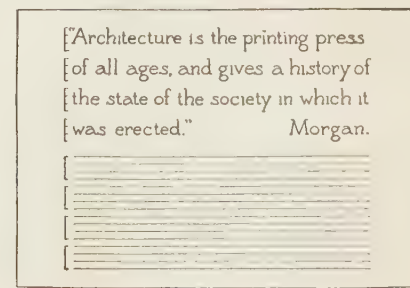 "Architecture is the printing press
of all ages, and gives a history of
the state of the society in which it
was erected." Morgan.